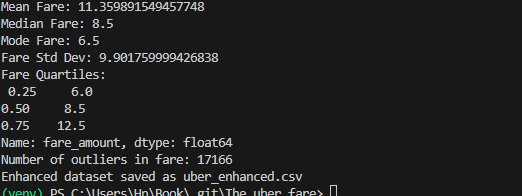 Mean Fare: 11.359891549457748
Median Fare: 8.5
Mode Fare: 6.5
Fare Std Dev: 9.901759999426838
Fare Quartiles:
0.25 6.0
0.50 8.5
0.75 12.5
Name: fare_amount, dtype: float64
Number of outliers in fare: 17166
Enhanced dataset saved as uber_enhanced.csv
(venv) PS C:\Users\Hp\Book\.git\The uber fare>